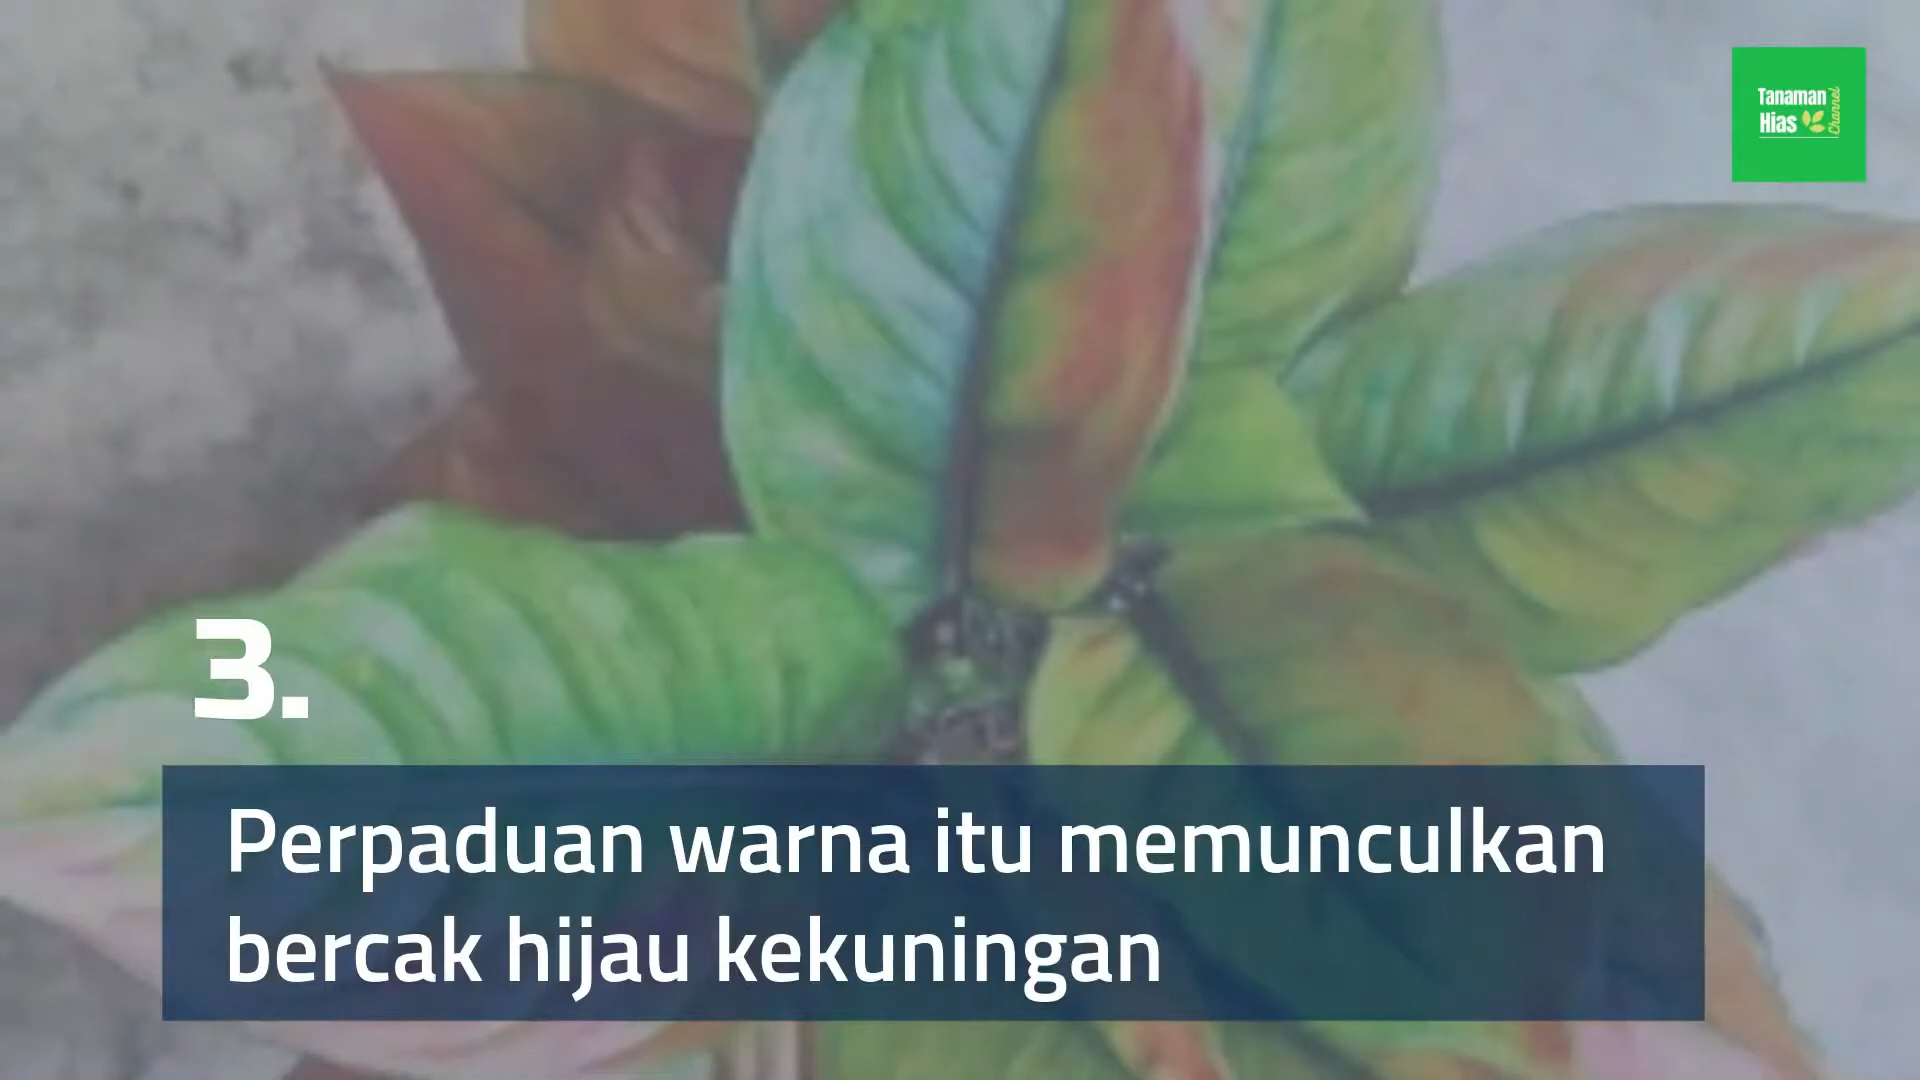 Tanaman
Hias
Channel
3.
Perpaduan warna itu memunculkan
bercak hijau kekuningan